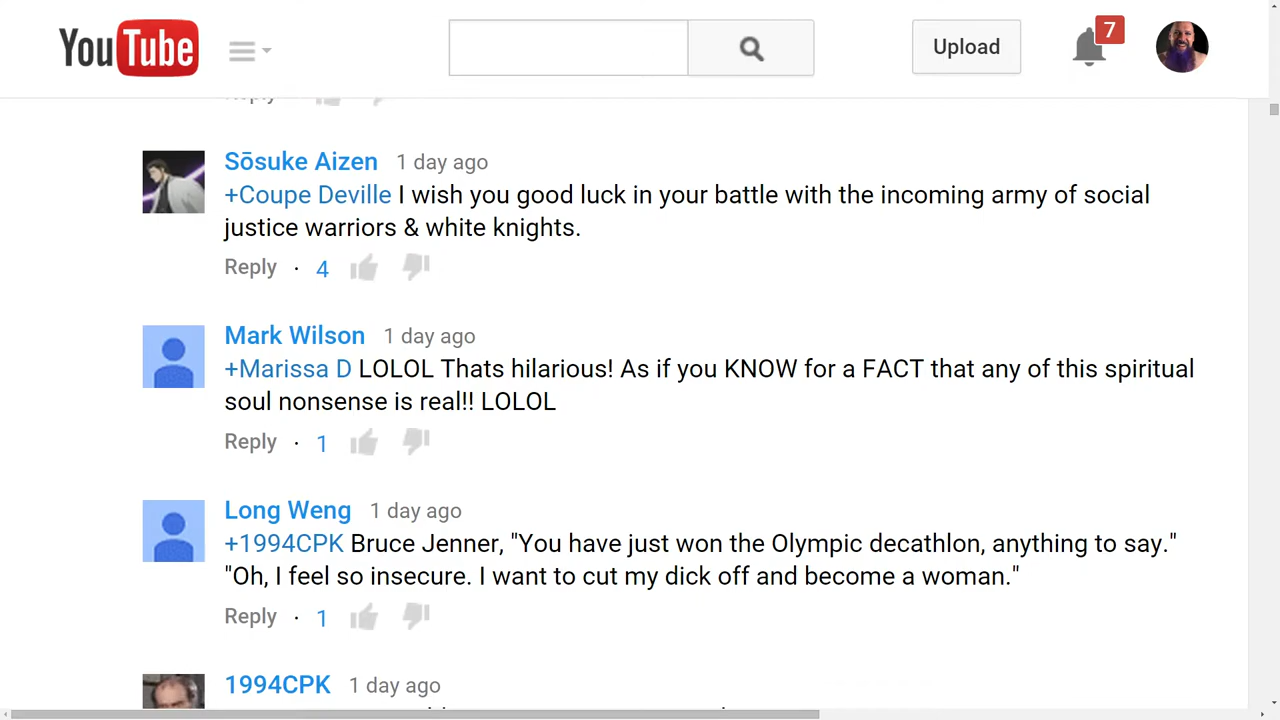 YouTube
Upload
7
Reply
Sōsuke Aizen 1 day ago
+Coupe Deville I wish you good luck in your battle with the incoming army of social
justice warriors & white knights.
Reply · 4
Mark Wilson 1 day ago
+Marissa D LOLOL Thats hilarious! As if you KNOW for a FACT that any of this spiritual
soul nonsense is real!! LOLOL
Reply · 1
Long Weng 1 day ago
+1994CPK Bruce Jenner, "You have just won the Olympic decathlon, anything to say."
"Oh, I feel so insecure. I want to cut my dick off and become a woman."
Reply · 1
1994CPK 1 day ago